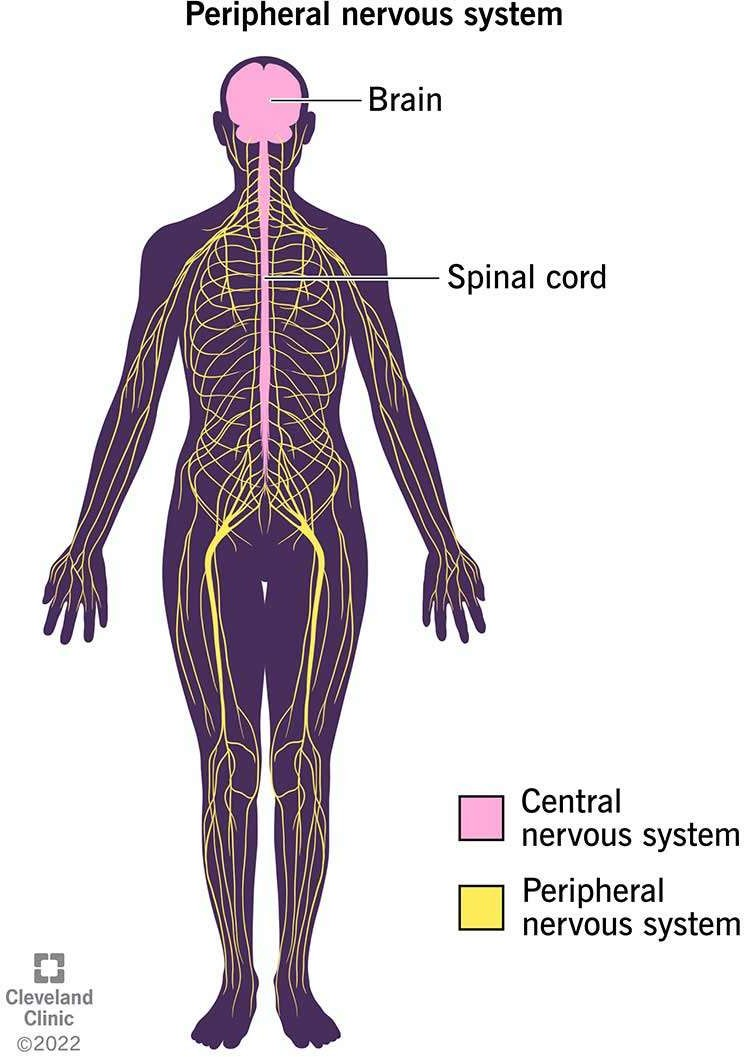 Peripheral nervous system
Brain
Spinal cord
Central
nervous system
Peripheral
nervous system
Cleveland
Clinic
©2022